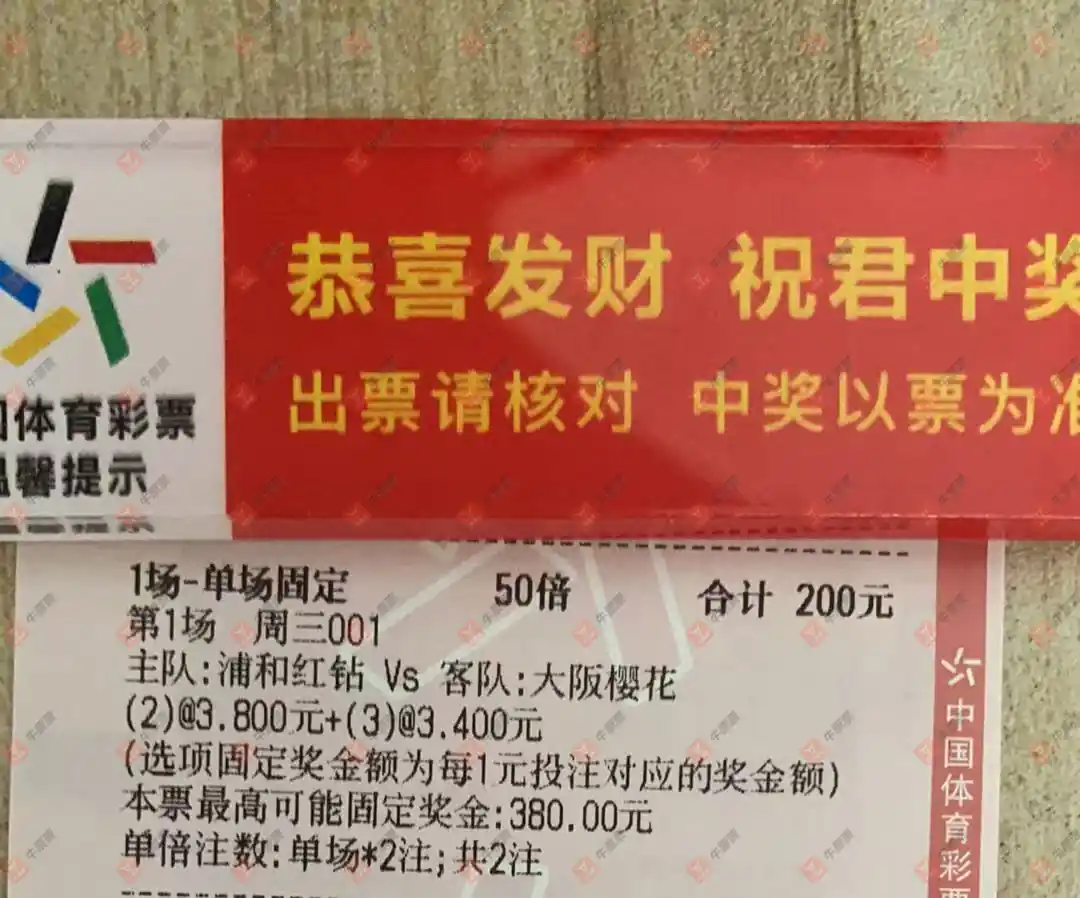 恭喜发财 祝君中奖
出票请核对 中奖以票为准
国体育彩票
温馨提示
1场-单场固定 50倍 合计 200元
第1场 周三001
主队:浦和红钻 Vs 客队:大阪樱花
(2)@3.800元+(3)@3.400元
(选项固定奖金额为每1元投注对应的奖金额)
本票最高可能固定奖金:380.00元
单倍注数:单场*2注;共2注
中国体育彩票